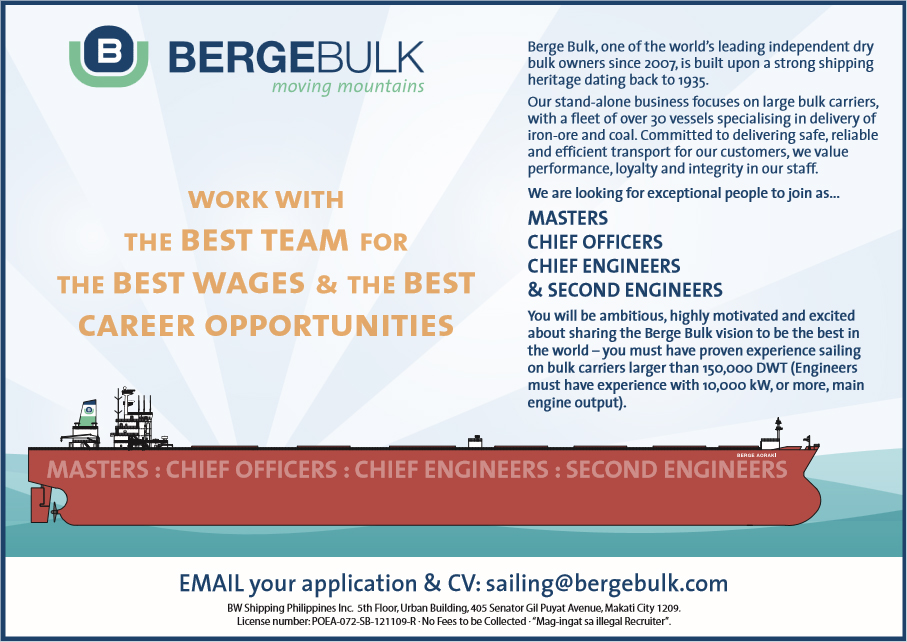 B
BERGEBULK
moving mountains
WORK WITH
THE BEST TEAM FOR
THE BEST WAGES & THE BEST
CAREER OPPORTUNITIES
Berge Bulk, one of the world's leading independent dry
bulk owners since 2007, is built upon a strong shipping
heritage dating back to 1935.
Our stand-alone business focuses on large bulk carriers,
with a fleet of over 30 vessels specialising in delivery of
iron-ore and coal. Committed to delivering safe, reliable
and efficient transport for our customers, we value
performance, loyalty and integrity in our staff.
We are looking for exceptional people to join as...
MASTERS
CHIEF OFFICERS
CHIEF ENGINEERS
& SECOND ENGINEERS
You will be ambitious, highly motivated and excited
about sharing the Berge Bulk vision to be the best in
the world – you must have proven experience sailing
on bulk carriers larger than 150,000 DWT (Engineers
must have experience with 10,000 kW, or more, main
engine output).
BERGE AORAKI
MASTERS : CHIEF OFFICERS : CHIEF ENGINEERS : SECOND ENGINEERS
EMAIL your application & CV: sailing@bergebulk.com
BW Shipping Philippines Inc. 5th Floor, Urban Building, 405 Senator Gil Puyat Avenue, Makati City 1209.
License number: POEA-072-SB-121109-R · No Fees to be Collected · "Mag-ingat sa illegal Recruiter".